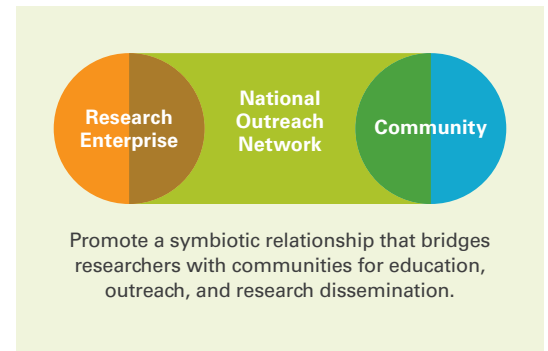 Research
Enterprise
National
Outreach
Network
Community
Promote a symbiotic relationship that bridges
researchers with communities for education,
outreach, and research dissemination.